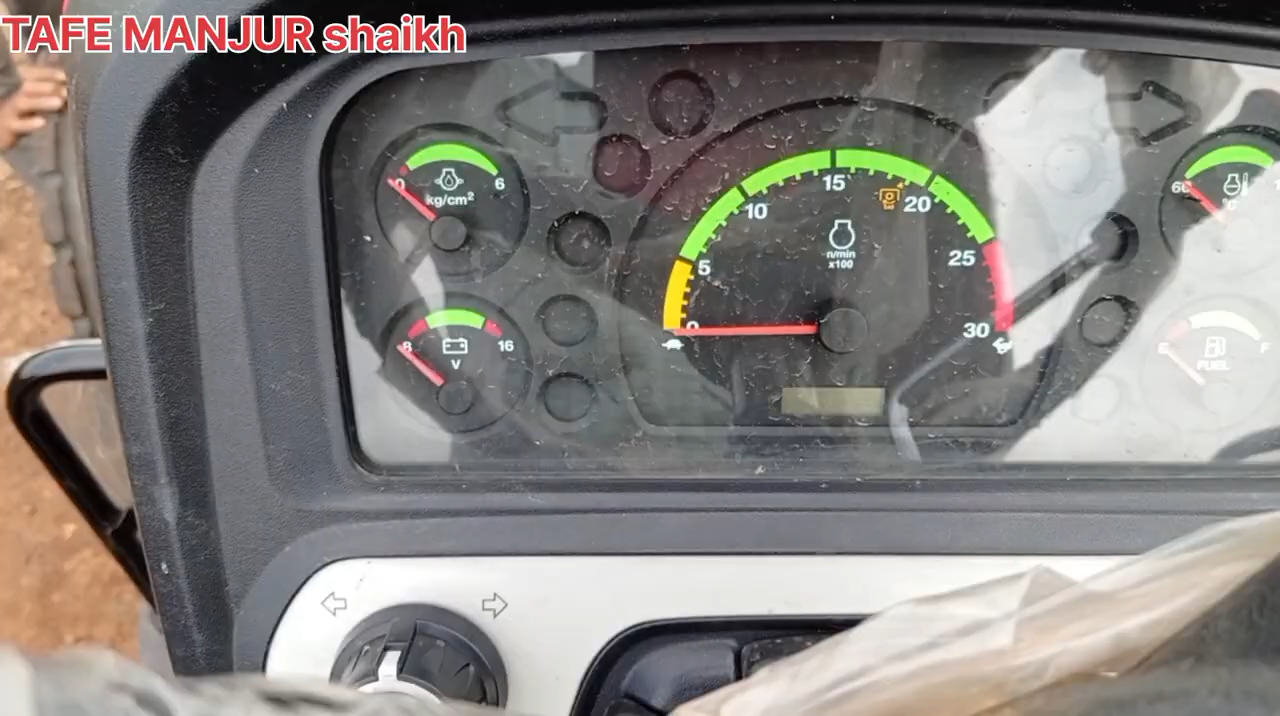 TAFE MANJUR shaikh
0 6
kg/cm²
8 16
V
0 5 10 15 20 25 30
n/min
x100
60
°C
E F
FUEL